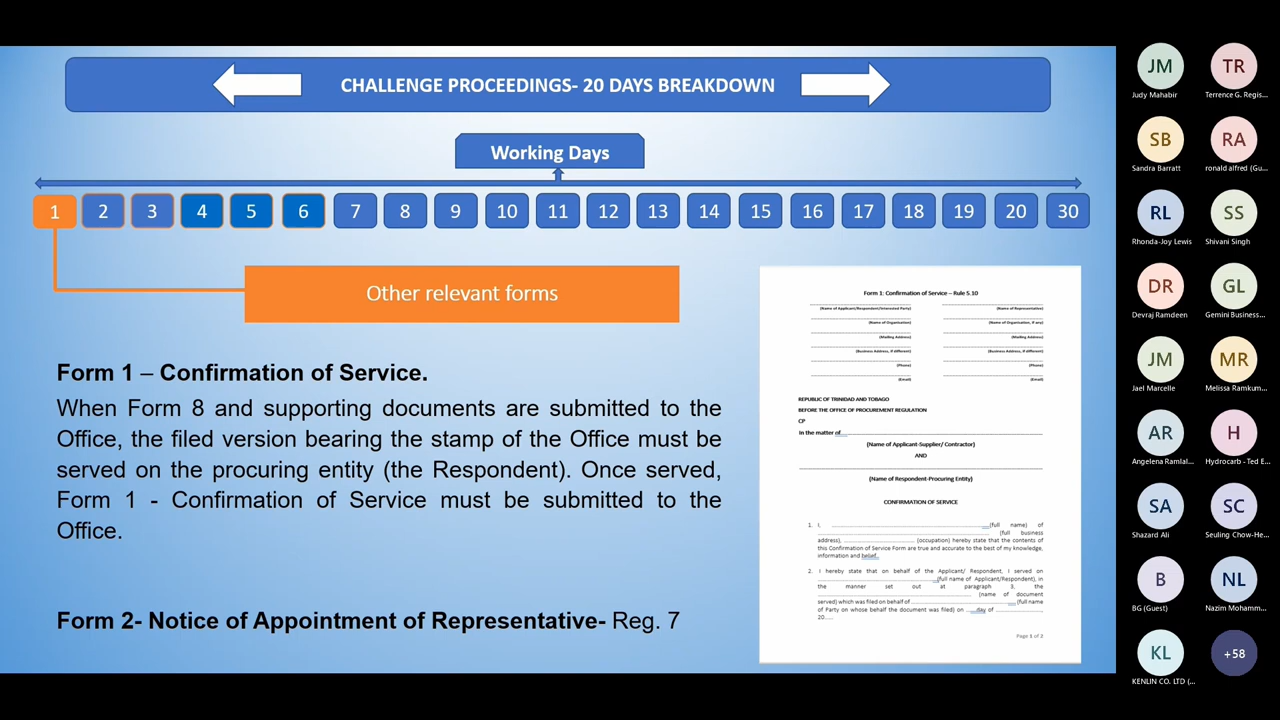 CHALLENGE PROCEEDINGS- 20 DAYS BREAKDOWN
Working Days
1 2 3 4 5 6 7 8 9 10 11 12 13 14 15 16 17 18 19 20 30
Other relevant forms
Form 1 – Confirmation of Service.
When Form 8 and supporting documents are submitted to the
Office, the filed version bearing the stamp of the Office must be
served on the procuring entity (the Respondent). Once served,
Form 1 - Confirmation of Service must be submitted to the
Office.
Form 2- Notice of Appointment of Representative- Reg. 7
Form 1: Confirmation of Service – Rule 5.10
(Name of Applicant/Respondent/Interested Party) (Name of Representative)
(Name of Organisation) (Name of Organisation, if any)
(Mailing Address) (Mailing Address)
(Business Address, if different) (Business Address, if different)
(Phone) (Phone)
(Email) (Email)
REPUBLIC OF TRINIDAD AND TOBAGO
BEFORE THE OFFICE OF PROCUREMENT REGULATION
CP
In the matter of
(Name of Applicant-Supplier/ Contractor)
AND
(Name of Respondent-Procuring Entity)
CONFIRMATION OF SERVICE
1. I, (full name) of
(full business
address), (occupation) hereby state that the contents of
this Confirmation of Service Form are true and accurate to the best of my knowledge,
information and belief.
2. I hereby state that on behalf of the Applicant/ Respondent, I served on
(full name of Applicant/Respondent), in
the manner set out at paragraph 3, the
(name of document
served) which was filed on behalf of (full name
of Party on whose behalf the document was filed) on day of
20
Page 1 of 2
JM TR
Judy Mahabir Terrence G. Regis...
SB RA
Sandra Barratt ronald alfred (Gu...
RL SS
Rhonda-Joy Lewis Shivani Singh
DR GL
Devraj Ramdeen Gemini Business...
JM MR
Jael Marcelle Melissa Ramkum...
AR H
Angelena Ramlal... Hydrocarb - Ted E...
SA SC
Shazard Ali Seuling Chow-He...
B NL
BG (Guest) Nazim Mohamm...
KL +58
KENLIN CO. LTD (...